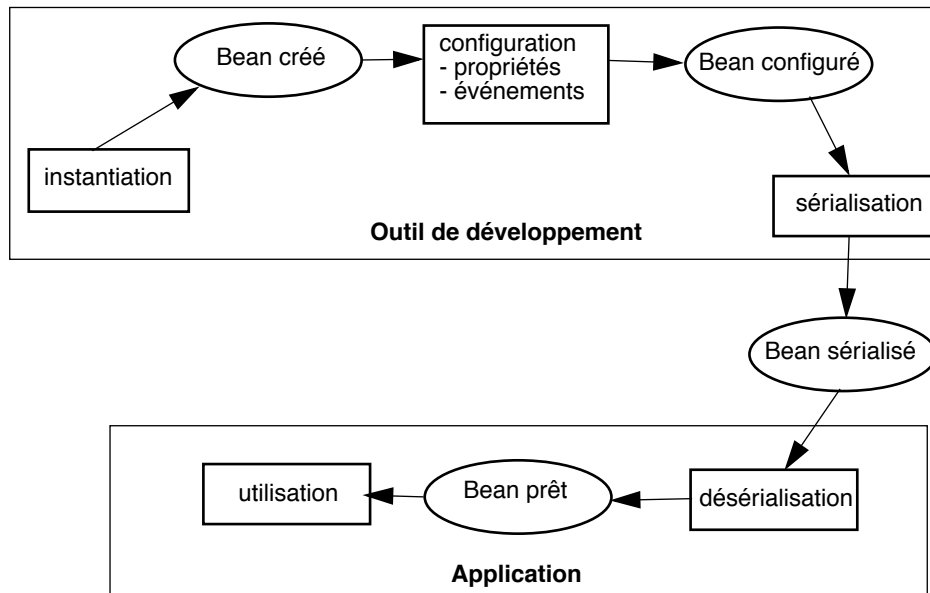 Bean créé
configuration
- propriétés
- événements
Bean configuré
instantiation
sérialisation
Outil de développement
Bean sérialisé
utilisation
Bean prêt
désérialisation
Application